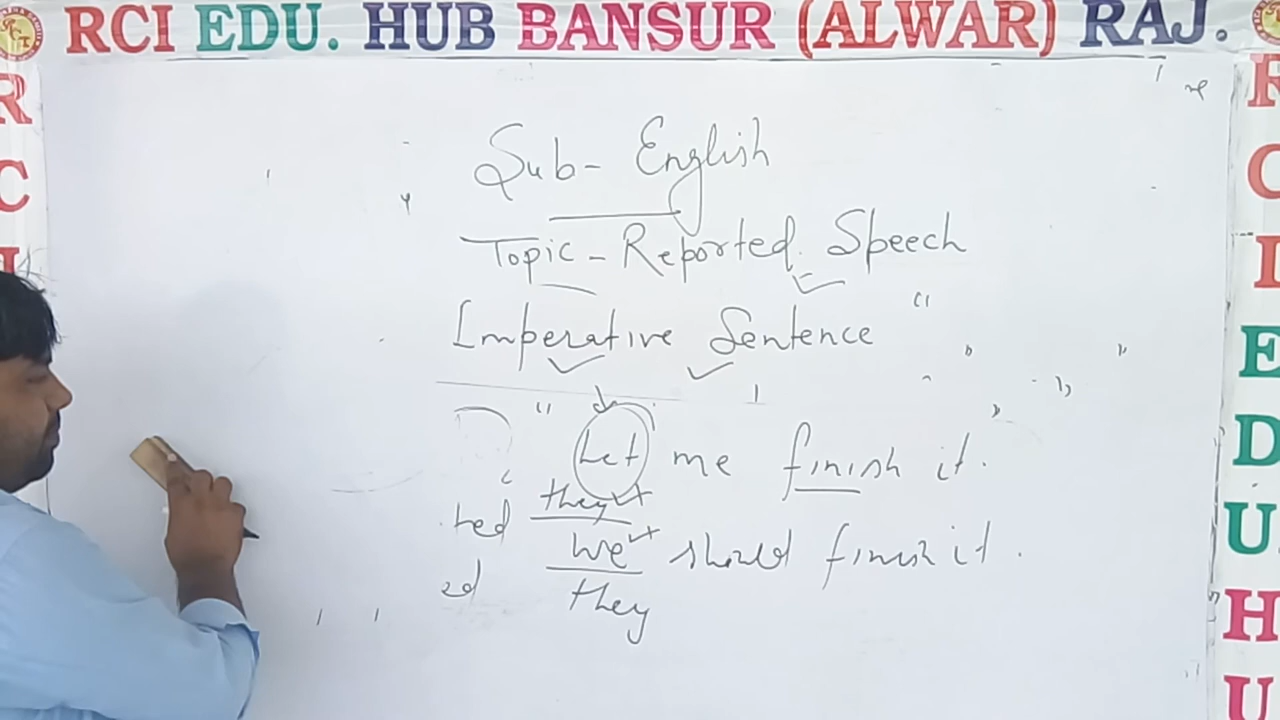 RCI EDU. HUB BANSUR (ALWAR) RAJ.
R
C
I
R
C
I
E
D
U
H
U
Sub- English
Topic - Reported Speech
Imperative Sentence
" Let me finish it.
ted they
we should finish it.
ed they